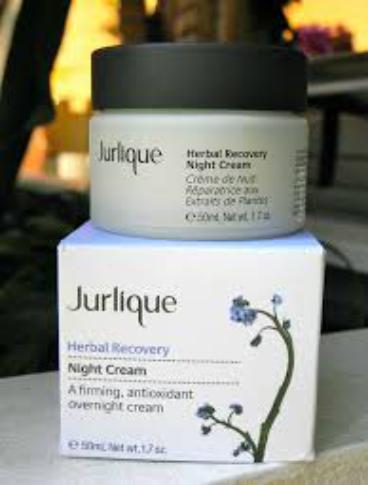 Jurlique
Herbal Recovery
Night Cream
Crème de Nuit
Réparatrice aux
Extraits de Plantes
℮ 50mL Net wt. 1.7 oz.
Jurlique
Herbal Recovery
Night Cream
A firming, antioxidant
overnight cream
℮ 50mL Net wt. 1.7 oz.